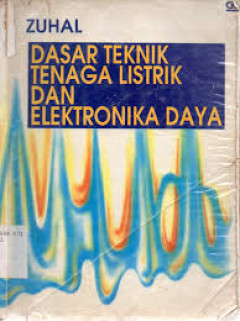 ZUHAL
DASAR TEKNIK
TENAGA LISTRIK
DAN
ELEKTRONIKA DAYA